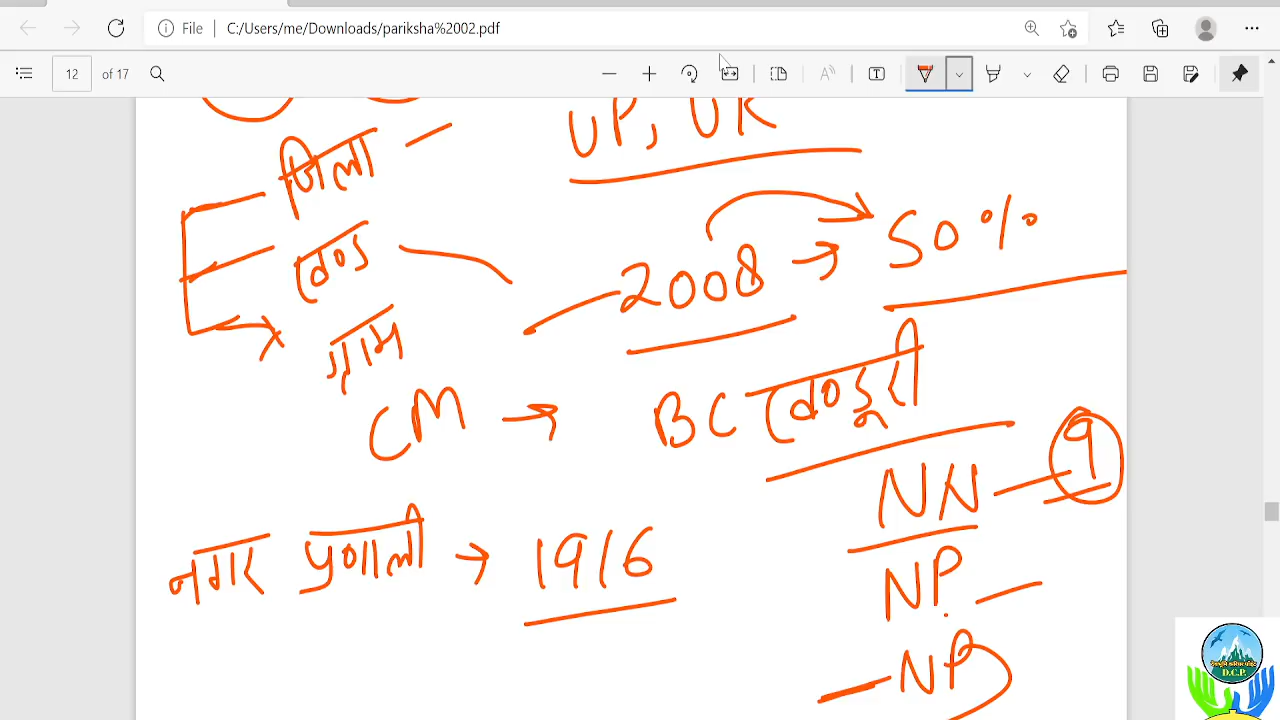 File
C:/Users/me/Downloads/pariksha%2002.pdf
12 of 17
UP, UK
जिला –
2008 → 50%
खण्ड
ग्राम
CM → BC खण्डूरी
NN — 9
नगर प्रणाली → 1916
NP. —
— NP
D.C.P.